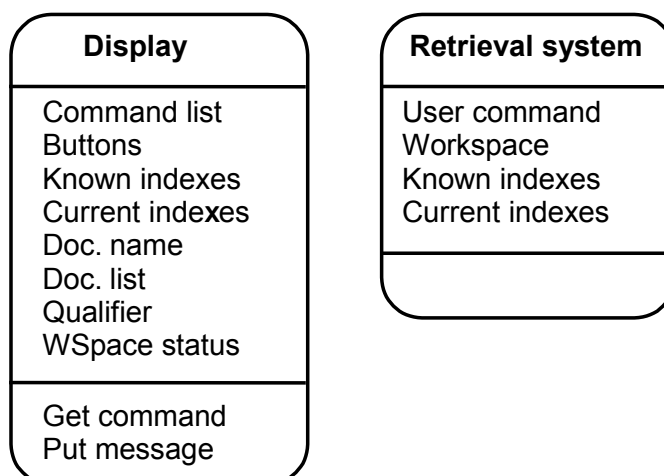 Display
Command list
Buttons
Known indexes
Current indexes
Doc. name
Doc. list
Qualifier
WSpace status
Get command
Put message
Retrieval system
User command
Workspace
Known indexes
Current indexes